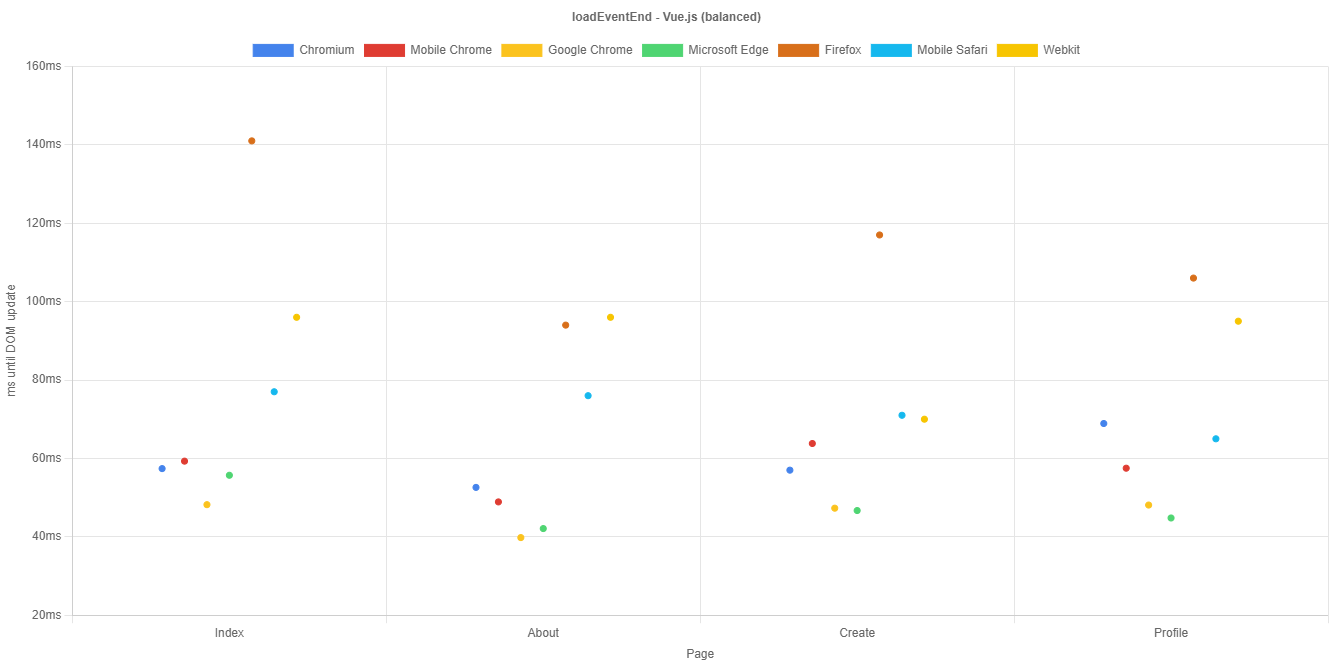 loadEventEnd - Vue.js (balanced)
Chromium Mobile Chrome Google Chrome Microsoft Edge Firefox Mobile Safari Webkit
160ms
140ms
120ms
100ms
80ms
60ms
40ms
20ms
ms until DOM update
Index About Create Profile
Page